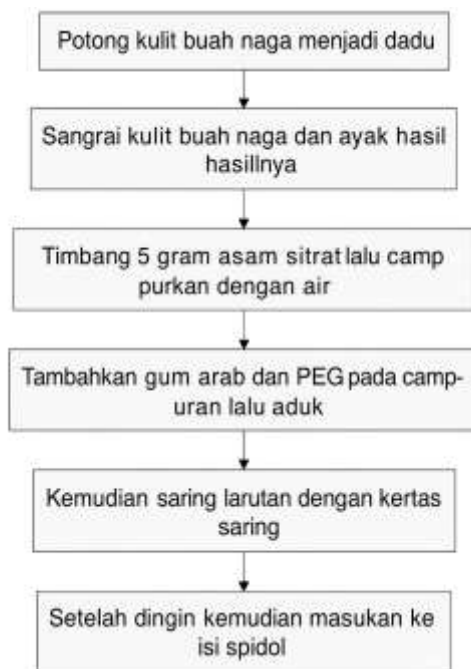 Potong kulit buah naga menjadi dadu
Sangrai kulit buah naga dan ayak hasil
hasillnya
Timbang 5 gram asam sitrat lalu camp
purkan dengan air
Tambahkan gum arab dan PEG pada camp-
uran lalu aduk
Kemudian saring larutan dengan kertas
saring
Setelah dingin kemudian masukan ke
isi spidol